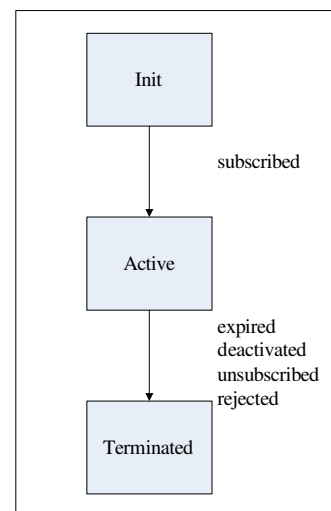 Init
subscribed
Active
expired
deactivated
unsubscribed
rejected
Terminated